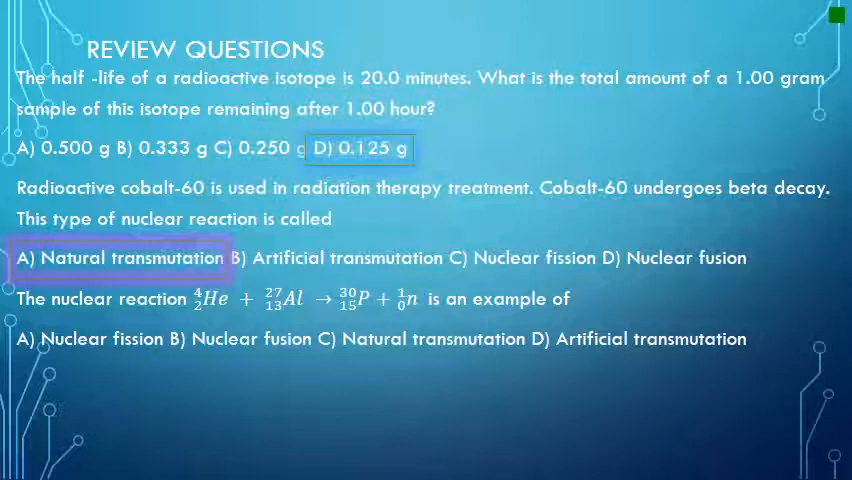 REVIEW QUESTIONS
The half -life of a radioactive isotope is 20.0 minutes. What is the total amount of a 1.00 gram
sample of this isotope remaining after 1.00 hour?
A) 0.500 g B) 0.333 g C) 0.250 g D) 0.125 g
Radioactive cobalt-60 is used in radiation therapy treatment. Cobalt-60 undergoes beta decay.
This type of nuclear reaction is called
A) Natural transmutation B) Artificial transmutation C) Nuclear fission D) Nuclear fusion
The nuclear reaction ⁴₂He + ²⁷₁₃Al → ³⁰₁₅P + ¹₀n is an example of
A) Nuclear fission B) Nuclear fusion C) Natural transmutation D) Artificial transmutation